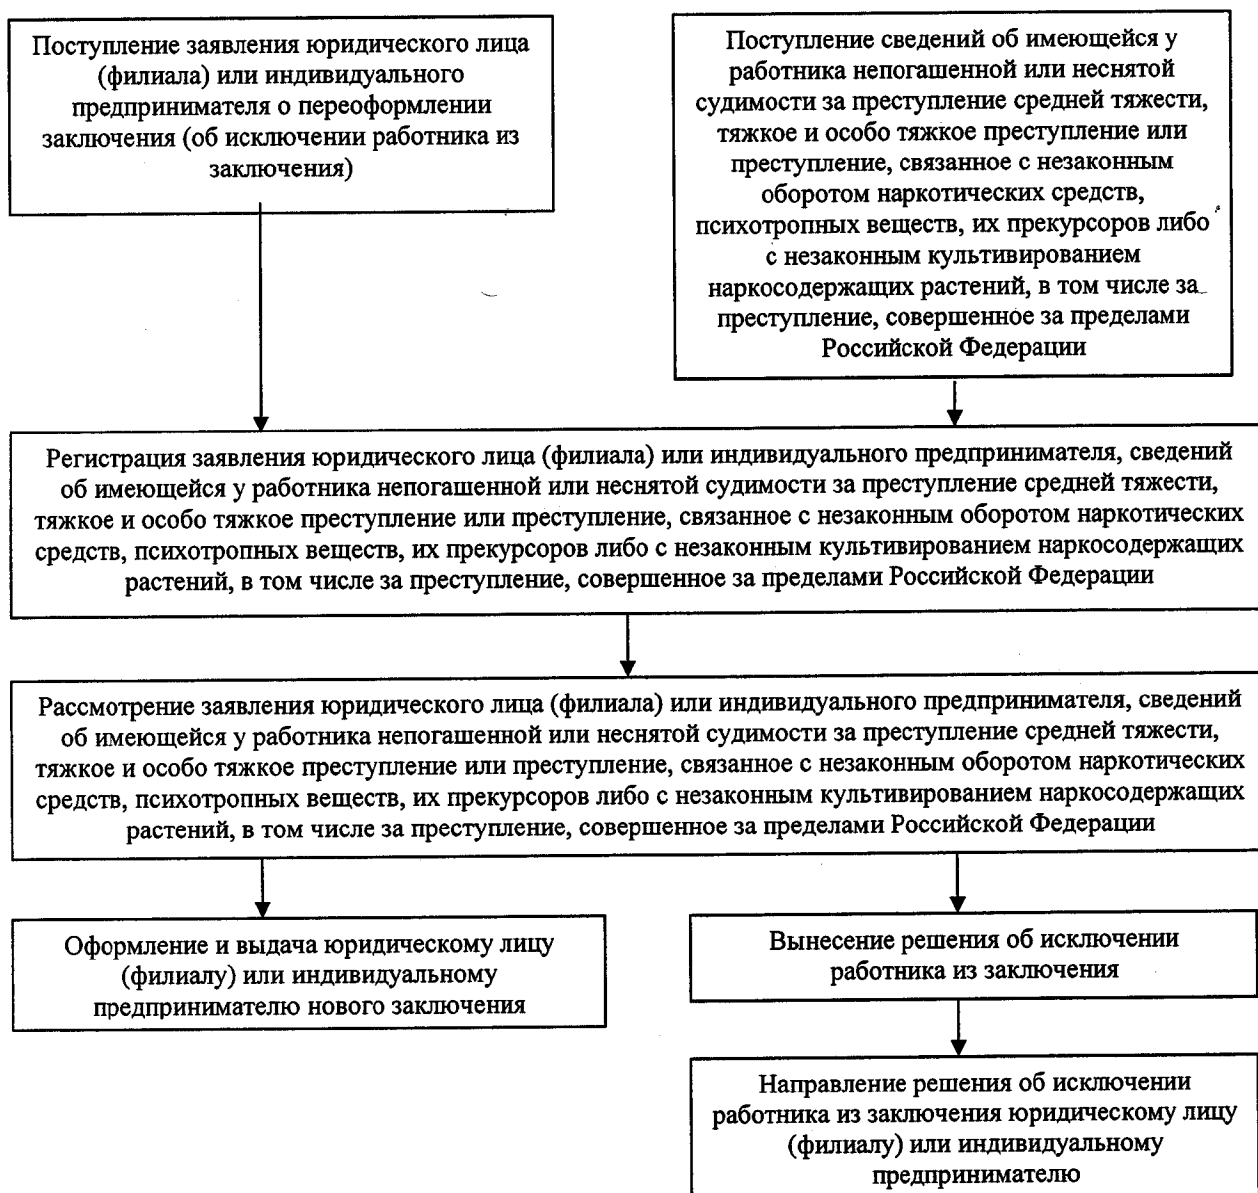 Поступление заявления юридического лица
(филиала) или индивидуального
предпринимателя о переоформлении
заключения (об исключении работника из
заключения)
Поступление сведений об имеющейся у
работника непогашенной или неснятой
судимости за преступление средней тяжести,
тяжкое и особо тяжкое преступление или
преступление, связанное с незаконным
оборотом наркотических средств,
психотропных веществ, их прекурсоров либо
с незаконным культивированием
наркосодержащих растений, в том числе за
преступление, совершенное за пределами
Российской Федерации
Регистрация заявления юридического лица (филиала) или индивидуального предпринимателя, сведений
об имеющейся у работника непогашенной или неснятой судимости за преступление средней тяжести,
тяжкое и особо тяжкое преступление или преступление, связанное с незаконным оборотом наркотических
средств, психотропных веществ, их прекурсоров либо с незаконным культивированием наркосодержащих
растений, в том числе за преступление, совершенное за пределами Российской Федерации
Рассмотрение заявления юридического лица (филиала) или индивидуального предпринимателя, сведений
об имеющейся у работника непогашенной или неснятой судимости за преступление средней тяжести,
тяжкое и особо тяжкое преступление или преступление, связанное с незаконным оборотом наркотических
средств, психотропных веществ, их прекурсоров либо с незаконным культивированием наркосодержащих
растений, в том числе за преступление, совершенное за пределами Российской Федерации
Оформление и выдача юридическому лицу
(филиалу) или индивидуальному
предпринимателю нового заключения
Вынесение решения об исключении
работника из заключения
Направление решения об исключении
работника из заключения юридическому лицу
(филиалу) или индивидуальному
предпринимателю